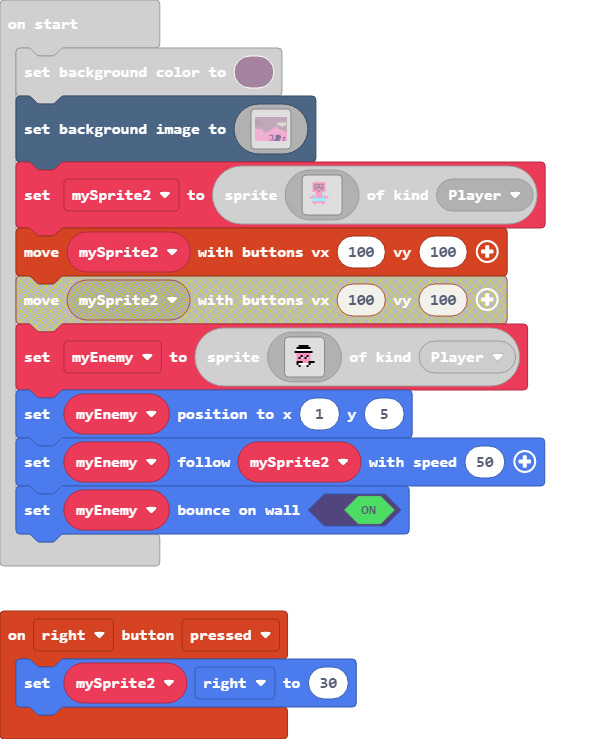 on start
set background color to
set background image to
set mySprite2 to sprite of kind Player
move mySprite2 with buttons vx 100 vy 100
move mySprite2 with buttons vx 100 vy 100
set myEnemy to sprite of kind Player
set myEnemy position to x 1 y 5
set myEnemy follow mySprite2 with speed 50
set myEnemy bounce on wall ON
on right button pressed
set mySprite2 right to 30